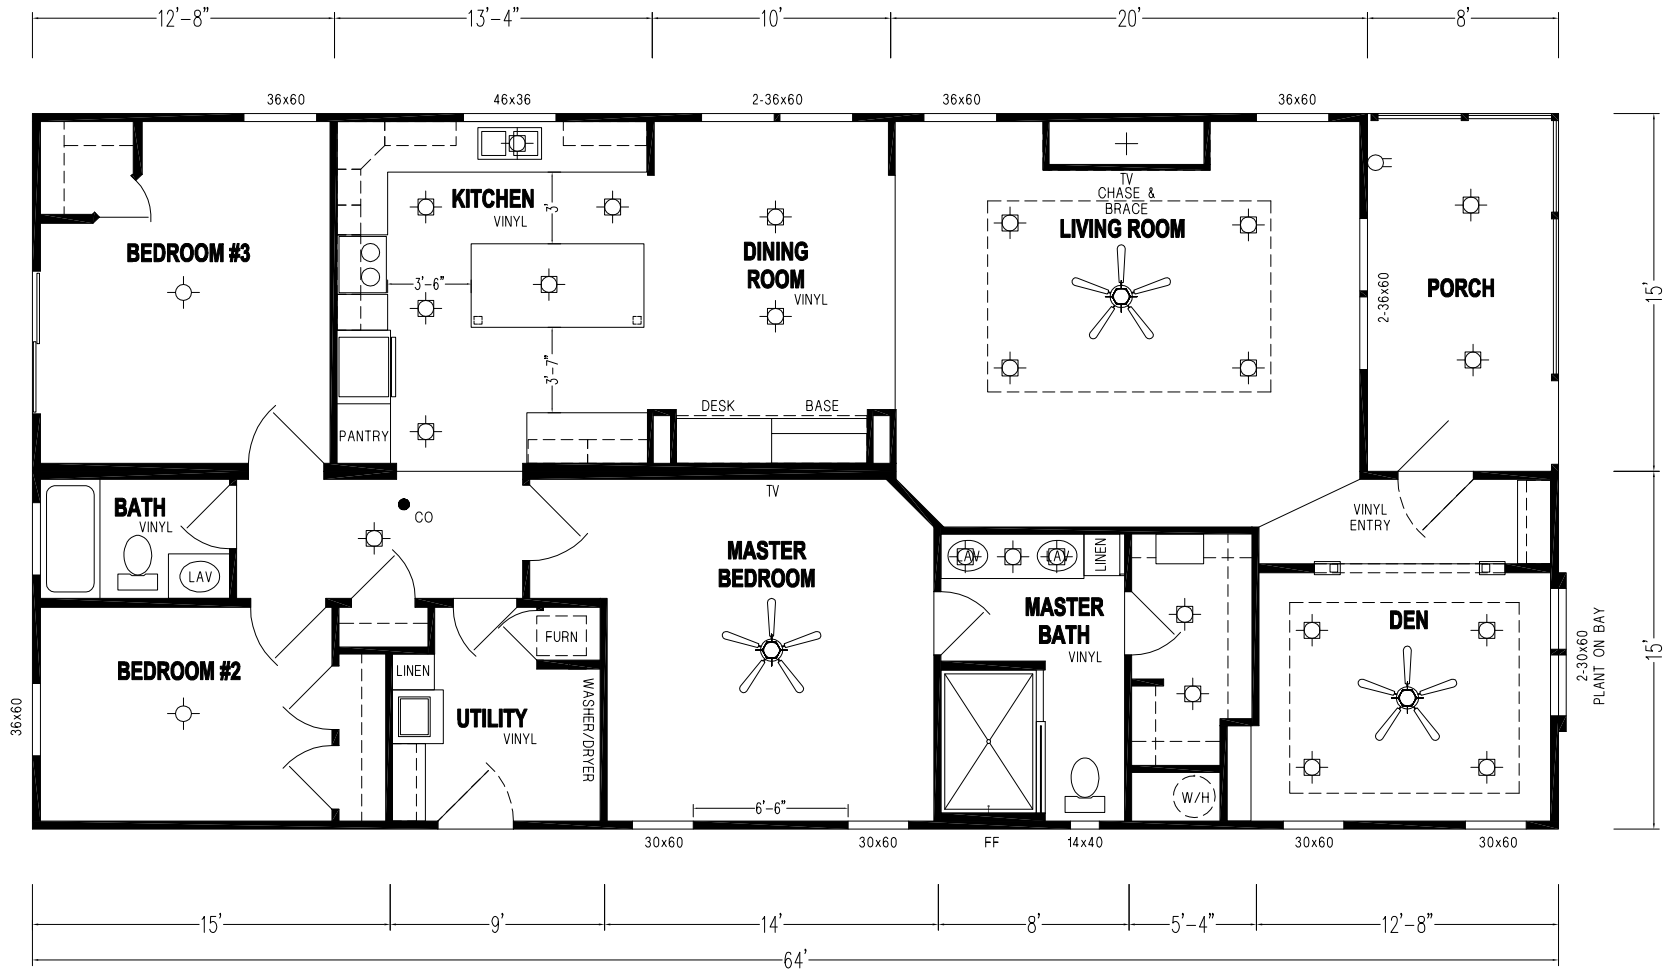 12'-8"
13'-4"
10'
20'
8'
36x60
46x36
2-36x60
36x60
36x60
KITCHEN
VINYL
3'
TV
CHASE &
BRACE
LIVING ROOM
BEDROOM #3
DINING
ROOM
VINYL
3'-6"
2-36x60
PORCH
15'
3'-7"
DESK
BASE
PANTRY
TV
BATH
VINYL
CO
VINYL
ENTRY
LAV
MASTER
BEDROOM
LAV
LAV
LINEN
MASTER
BATH
VINYL
DEN
FURN
2-30x60
PLANT ON BAY
15'
BEDROOM #2
LINEN
WASHER/DRYER
36x60
UTILITY
VINYL
W/H
6'-6"
30x60
30x60
FF
14x40
30x60
30x60
15'
9'
14'
8'
5'-4"
12'-8"
64'